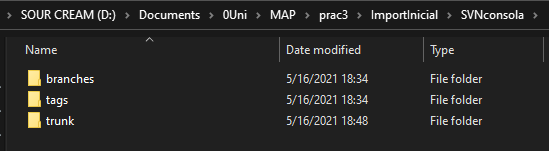 SOUR CREAM (D:) > Documents > 0Uni > MAP > prac3 > ImportInicial > SVNconsola >
Name Date modified Type
branches 5/16/2021 18:34 File folder
tags 5/16/2021 18:34 File folder
trunk 5/16/2021 18:48 File folder